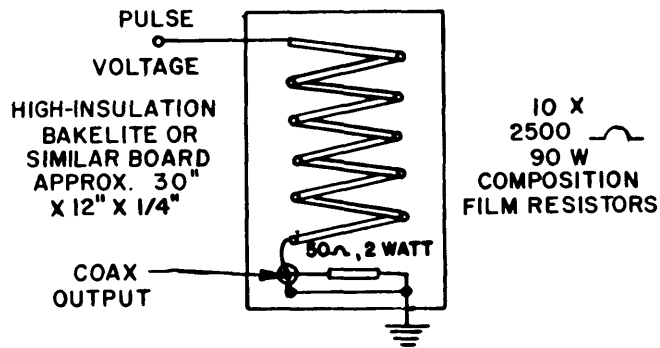 PULSE
VOLTAGE
HIGH-INSULATION
BAKELITE OR
SIMILAR BOARD
APPROX. 30"
X 12" X 1/4"
10 X
2500 Ω
90 W
COMPOSITION
FILM RESISTORS
50Ω, 2 WATT
COAX
OUTPUT